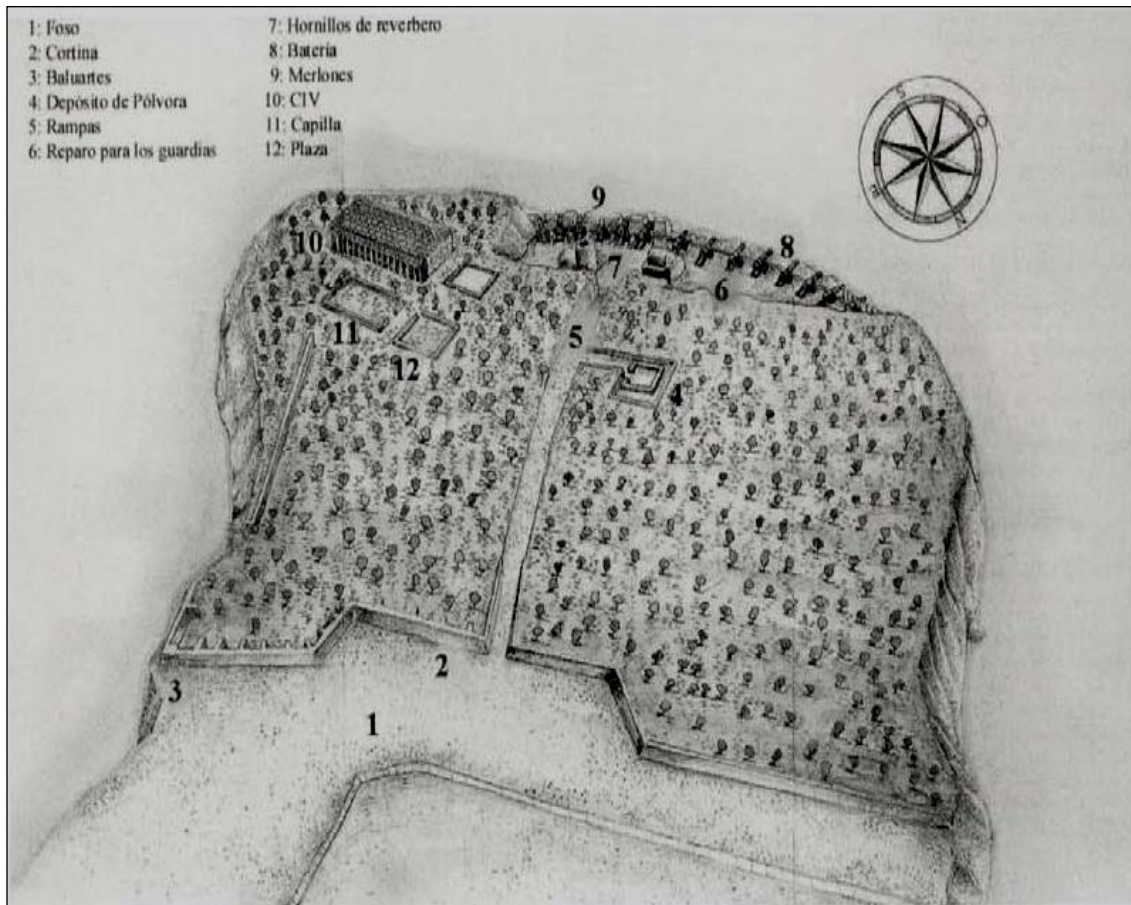 1: Foso
2: Cortina
3: Baluartes
4: Depósito de Pólvora
5: Rampas
6: Reparo para los guardias
7: Hornillos de reverbero
8: Batería
9: Merlones
10: CIV
11: Capilla
12: Plaza
S
O
E
N
9
10
8
7
6
11
5
12
4
2
3
1